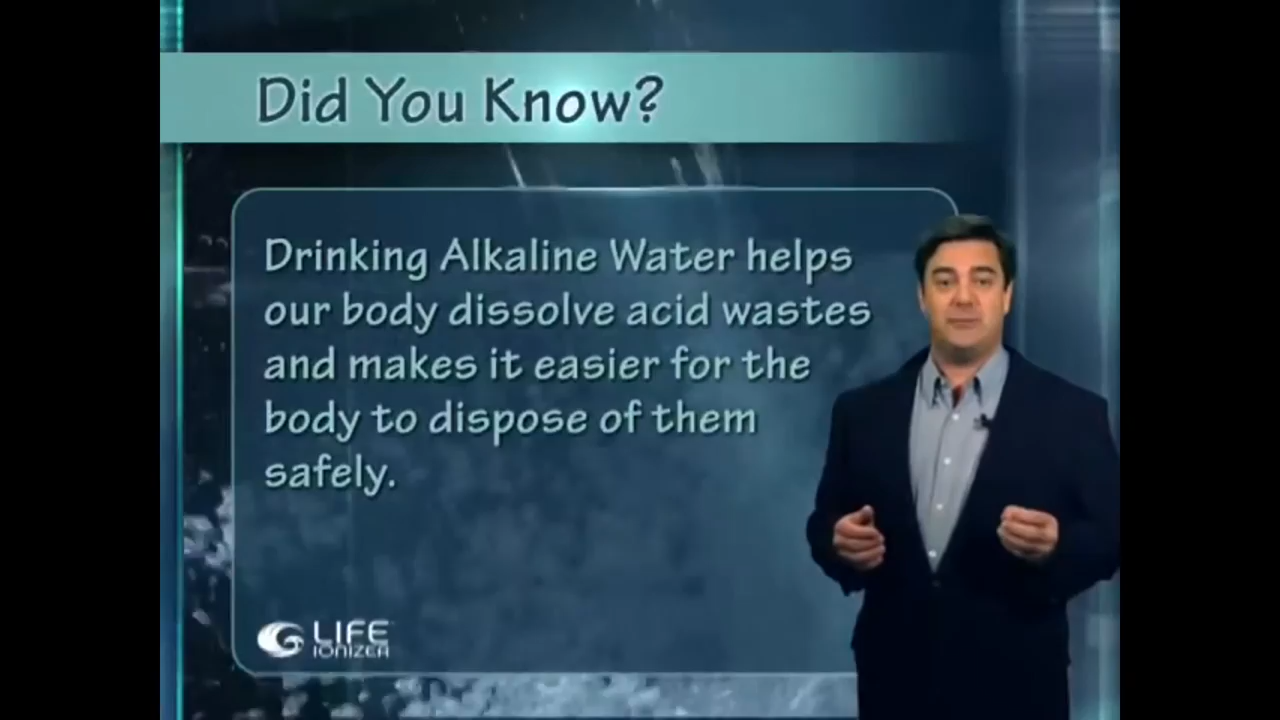 Did You Know?
Drinking Alkaline Water helps
our body dissolve acid wastes
and makes it easier for the
body to dispose of them
safely.
LIFE
IONIZER